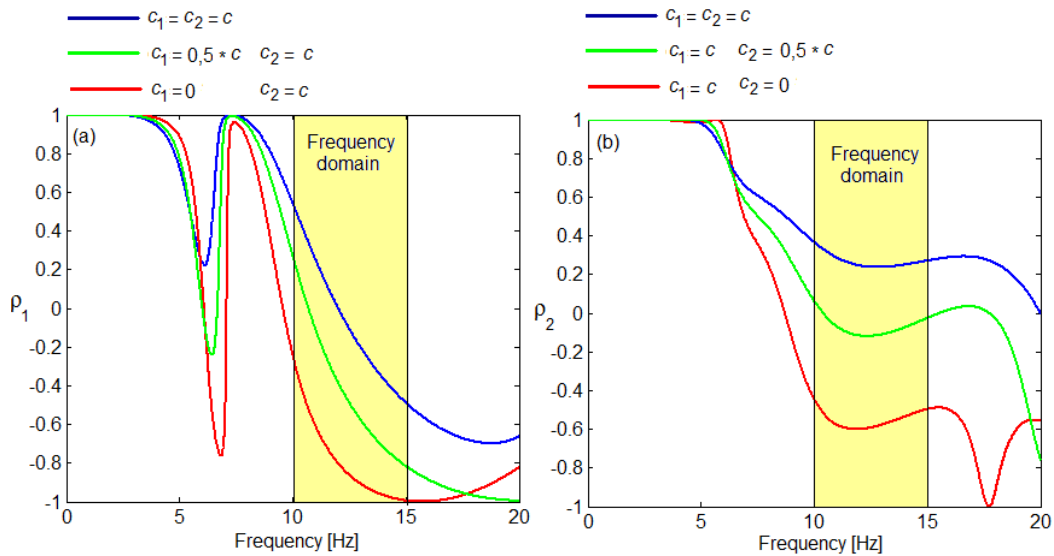 c1 = c2 = c
c1 = 0,5 * c c2 = c
c1 = 0 c2 = c
(a)
Frequency
domain
1
0.8
0.6
0.4
0.2
0
-0.2
-0.4
-0.6
-0.8
-1
ρ1
0 5 10 15 20
Frequency [Hz]
c1 = c2 = c
c1 = c c2 = 0,5* c
c1 = c c2 = 0
(b)
Frequency
domain
1
0.8
0.6
0.4
0.2
0
-0.2
-0.4
-0.6
-0.8
-1
ρ2
0 5 10 15 20
Frequency [Hz]